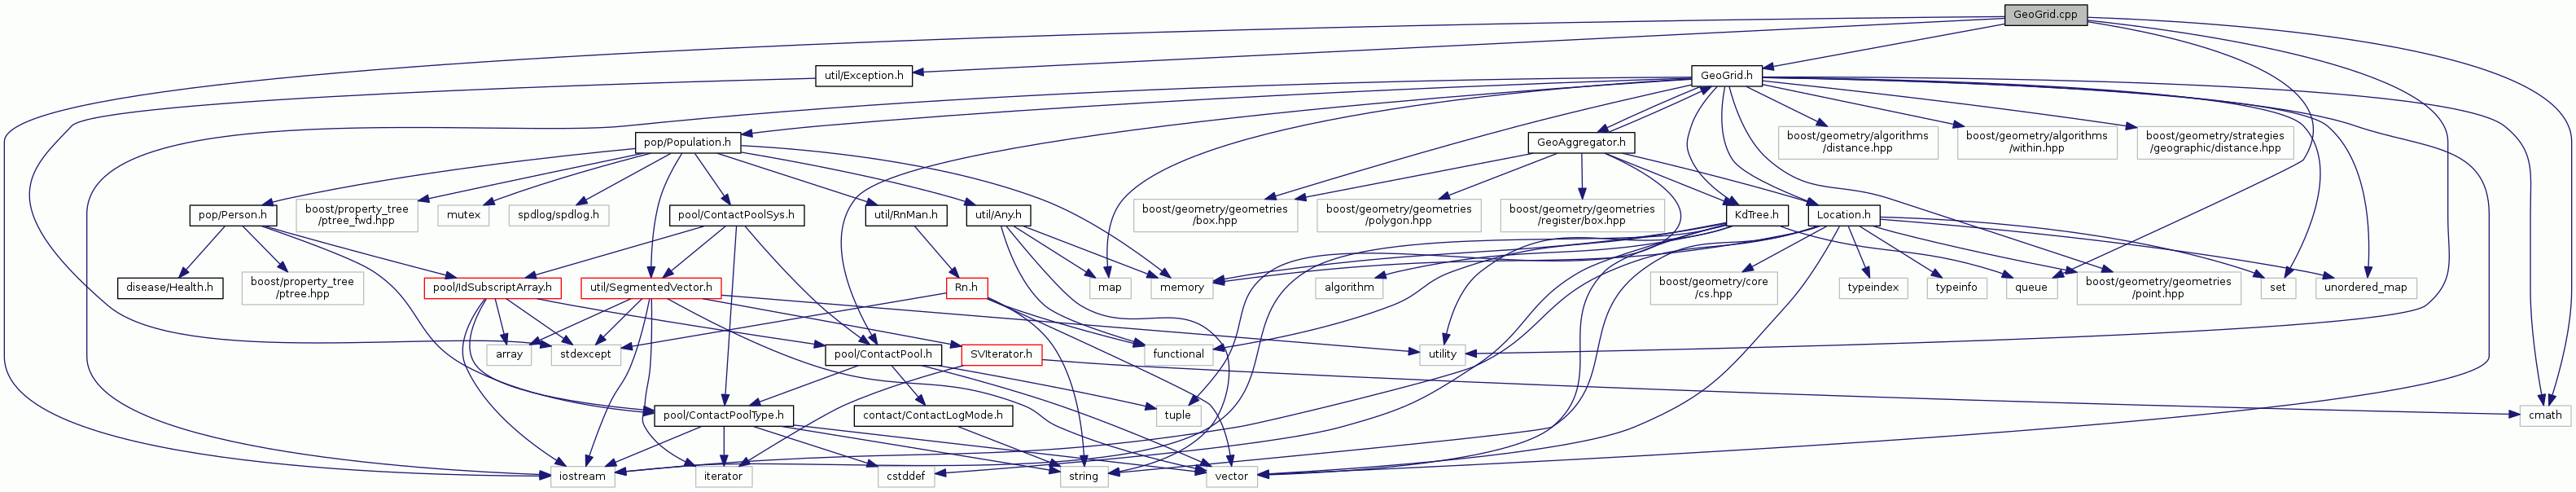 GeoGrid.cpp
util/Exception.h
GeoGrid.h
pop/Population.h
GeoAggregator.h
boost/geometry/algorithms
/distance.hpp
boost/geometry/algorithms
/within.hpp
boost/geometry/strategies
/geographic/distance.hpp
pop/Person.h
boost/property_tree
/ptree_fwd.hpp
mutex
spdlog/spdlog.h
pool/ContactPoolSys.h
util/RnMan.h
util/Any.h
boost/geometry/geometries
/box.hpp
boost/geometry/geometries
/polygon.hpp
boost/geometry/geometries
/register/box.hpp
KdTree.h
Location.h
disease/Health.h
boost/property_tree
/ptree.hpp
pool/IdSubscriptArray.h
util/SegmentedVector.h
Rn.h
map
memory
algorithm
boost/geometry/core
/cs.hpp
typeindex
typeinfo
queue
boost/geometry/geometries
/point.hpp
set
unordered_map
array
stdexcept
pool/ContactPool.h
SVIterator.h
functional
utility
pool/ContactPoolType.h
contact/ContactLogMode.h
tuple
cmath
iostream
iterator
cstddef
string
vector